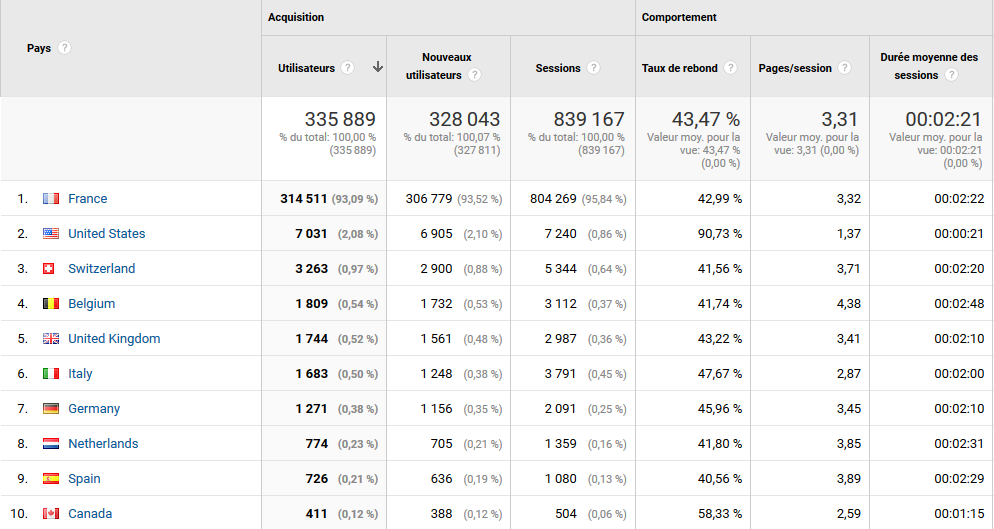 Acquisition Comportement
Pays ? Utilisateurs ? Nouveaux utilisateurs ? Sessions ? Taux de rebond ? Pages/session ? Durée moyenne des sessions ?
335 889 328 043 839 167 43,47 % 3,31 00:02:21
% du total: 100,00 % (335 889) % du total: 100,07 % (327 811) % du total: 100,00 % (839 167) Valeur moy. pour la vue: 43,47 % (0,00 %) Valeur moy. pour la vue: 3,31 (0,00 %) Valeur moy. pour la vue: 00:02:21 (0,00 %)
1. France 314 511 (93,09 %) 306 779 (93,52 %) 804 269 (95,84 %) 42,99 % 3,32 00:02:22
2. United States 7 031 (2,08 %) 6 905 (2,10 %) 7 240 (0,86 %) 90,73 % 1,37 00:00:21
3. Switzerland 3 263 (0,97 %) 2 900 (0,88 %) 5 344 (0,64 %) 41,56 % 3,71 00:02:20
4. Belgium 1 809 (0,54 %) 1 732 (0,53 %) 3 112 (0,37 %) 41,74 % 4,38 00:02:48
5. United Kingdom 1 744 (0,52 %) 1 561 (0,48 %) 2 987 (0,36 %) 43,22 % 3,41 00:02:10
6. Italy 1 683 (0,50 %) 1 248 (0,38 %) 3 791 (0,45 %) 47,67 % 2,87 00:02:00
7. Germany 1 271 (0,38 %) 1 156 (0,35 %) 2 091 (0,25 %) 45,96 % 3,45 00:02:10
8. Netherlands 774 (0,23 %) 705 (0,21 %) 1 359 (0,16 %) 41,80 % 3,85 00:02:31
9. Spain 726 (0,21 %) 636 (0,19 %) 1 080 (0,13 %) 40,56 % 3,89 00:02:29
10. Canada 411 (0,12 %) 388 (0,12 %) 504 (0,06 %) 58,33 % 2,59 00:01:15